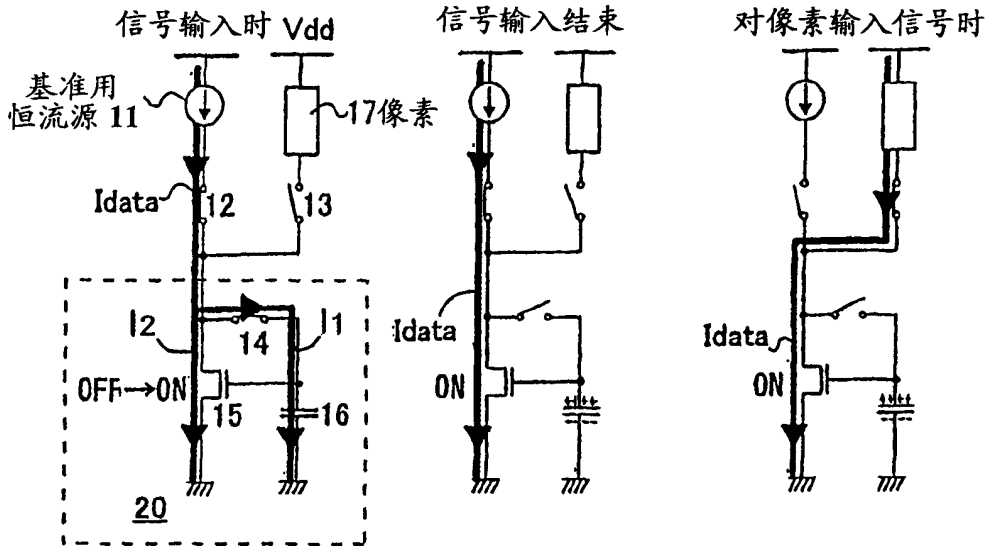 信号输入时 Vdd
基准用
恒流源 11
17像素
Idata
12
13
I2
I1
14
OFF→ON
15
16
20
信号输入结束
Idata
ON
对像素输入信号时
Idata
ON